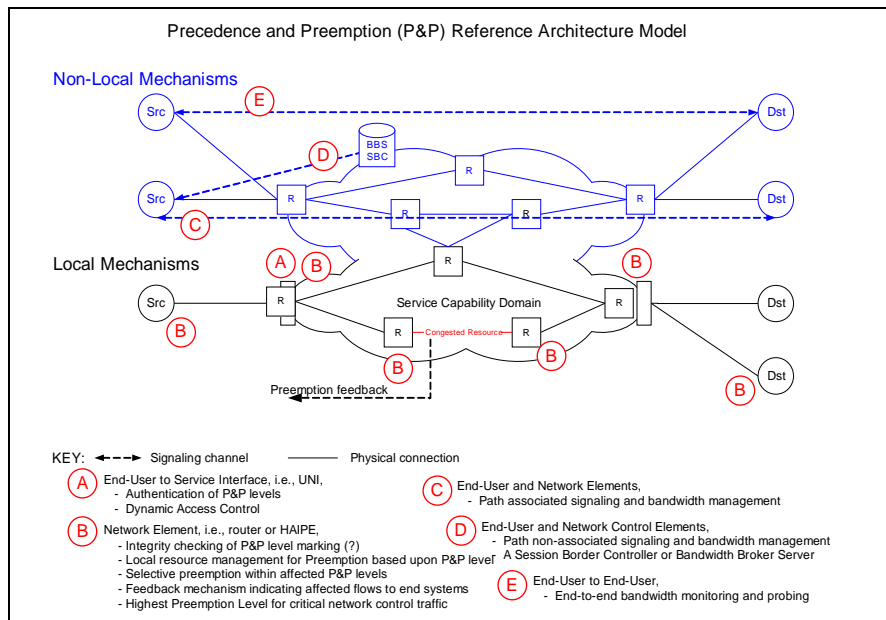 Precedence and Preemption (P&P) Reference Architecture Model
Non-Local Mechanisms
E
Src
Dst
BBS
SBC
D
R
Src
R
R
Dst
R
R
C
Local Mechanisms
A
B
R
B
Src
R
Service Capability Domain
R
Dst
B
R
Congested Resource
R
B
B
Dst
B
Preemption feedback
KEY:
Signaling channel
Physical connection
A
End-User to Service Interface, i.e., UNI,
- Authentication of P&P levels
- Dynamic Access Control
B
Network Element, i.e., router or HAIPE,
- Integrity checking of P&P level marking (?)
- Local resource management for Preemption based upon P&P level
- Selective preemption within affected P&P levels
- Feedback mechanism indicating affected flows to end systems
- Highest Preemption Level for critical network control traffic
C
End-User and Network Elements,
- Path associated signaling and bandwidth management
D
End-User and Network Control Elements,
- Path non-associated signaling and bandwidth management
A Session Border Controller or Bandwidth Broker Server
E
End-User to End-User,
- End-to-end bandwidth monitoring and probing